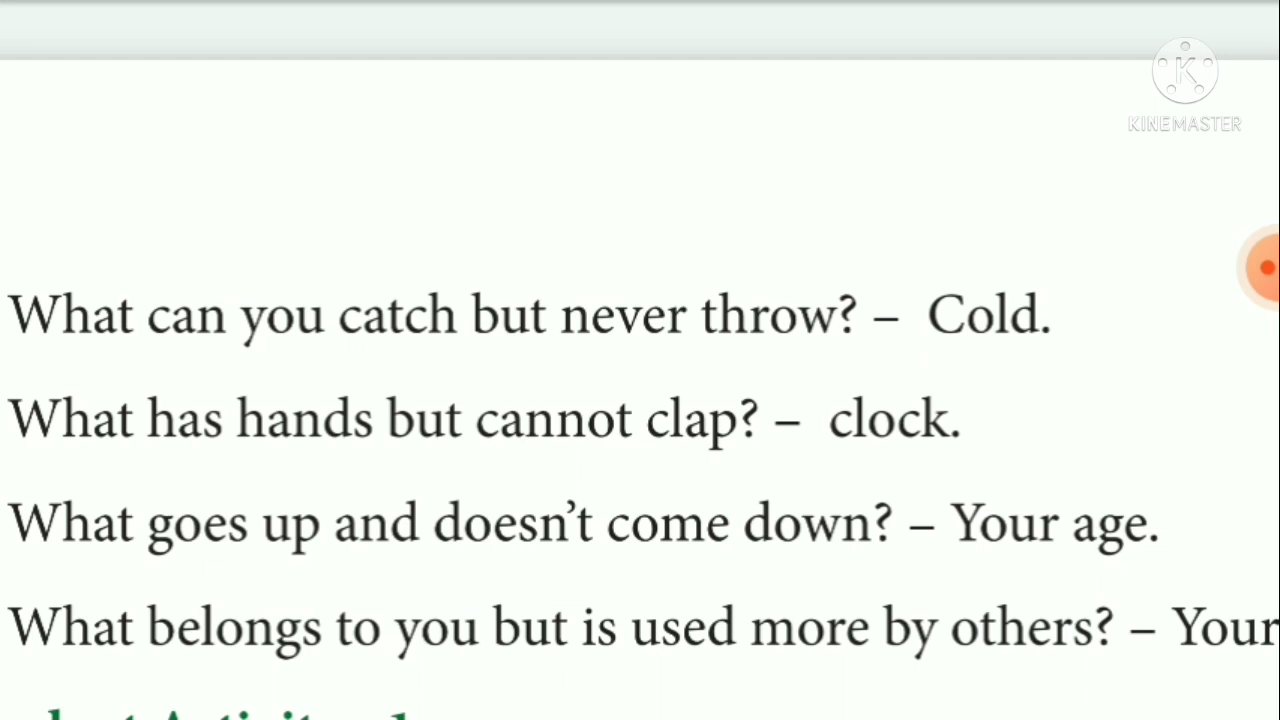 K
KINEMASTER
What can you catch but never throw? – Cold.
What has hands but cannot clap? – clock.
What goes up and doesn't come down? – Your age.
What belongs to you but is used more by others? – Your